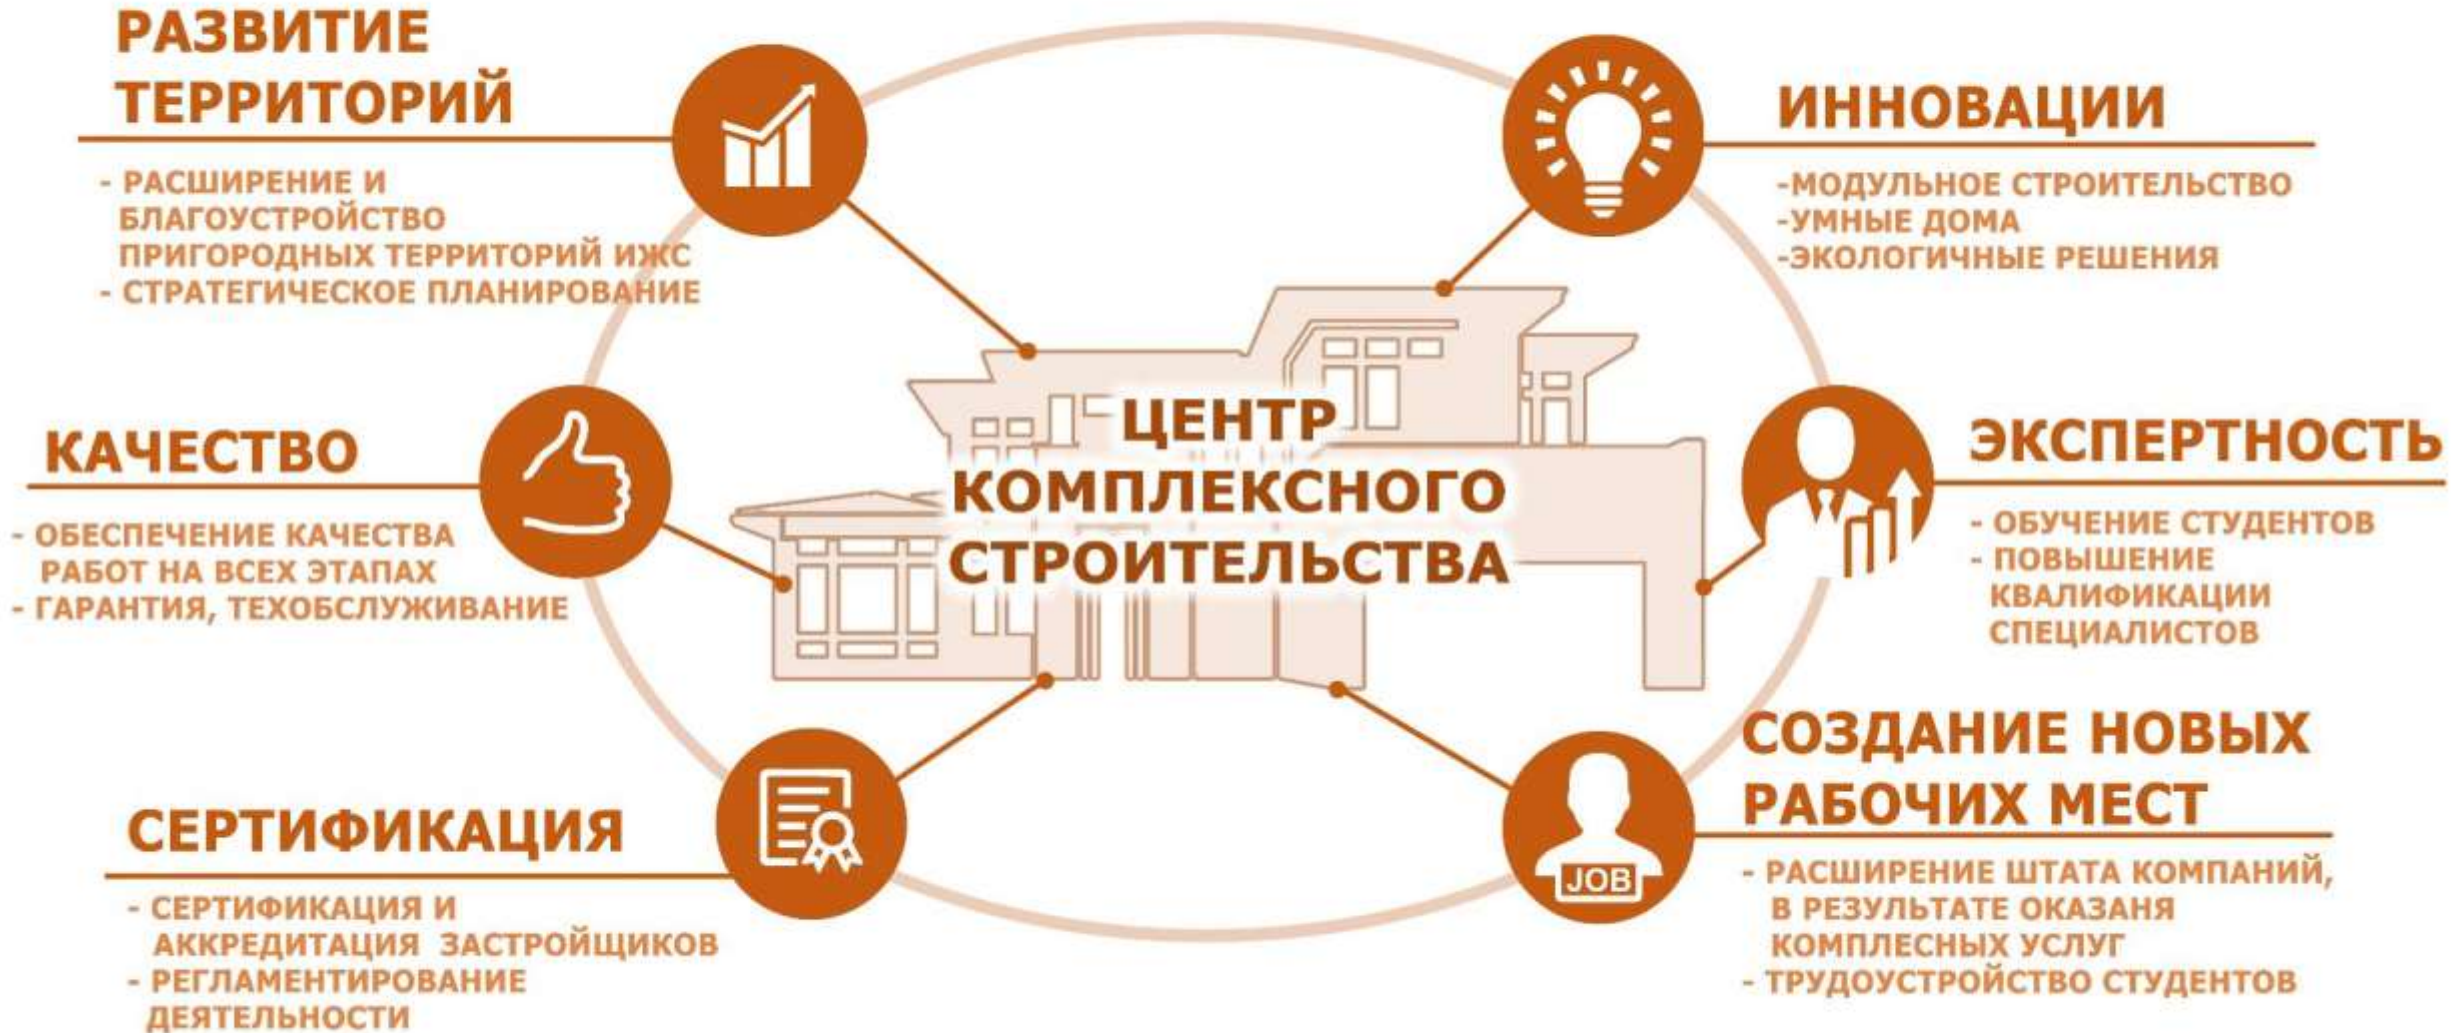 РАЗВИТИЕ
ТЕРРИТОРИЙ
- РАСШИРЕНИЕ И
БЛАГОУСТРОЙСТВО
ПРИГОРОДНЫХ ТЕРРИТОРИЙ ИЖС
- СТРАТЕГИЧЕСКОЕ ПЛАНИРОВАНИЕ
ИННОВАЦИИ
-МОДУЛЬНОЕ СТРОИТЕЛЬСТВО
-УМНЫЕ ДОМА
-ЭКОЛОГИЧНЫЕ РЕШЕНИЯ
КАЧЕСТВО
- ОБЕСПЕЧЕНИЕ КАЧЕСТВА
РАБОТ НА ВСЕХ ЭТАПАХ
- ГАРАНТИЯ, ТЕХОБСЛУЖИВАНИЕ
ЦЕНТР
КОМПЛЕКСНОГО
СТРОИТЕЛЬСТВА
ЭКСПЕРТНОСТЬ
- ОБУЧЕНИЕ СТУДЕНТОВ
- ПОВЫШЕНИЕ
КВАЛИФИКАЦИИ
СПЕЦИАЛИСТОВ
СЕРТИФИКАЦИЯ
- СЕРТИФИКАЦИЯ И
АККРЕДИТАЦИЯ ЗАСТРОЙЩИКОВ
- РЕГЛАМЕНТИРОВАНИЕ
ДЕЯТЕЛЬНОСТИ
JOB
СОЗДАНИЕ НОВЫХ
РАБОЧИХ МЕСТ
- РАСШИРЕНИЕ ШТАТА КОМПАНИЙ,
В РЕЗУЛЬТАТЕ ОКАЗАНЯ
КОМПЛЕСНЫХ УСЛУГ
- ТРУДОУСТРОЙСТВО СТУДЕНТОВ